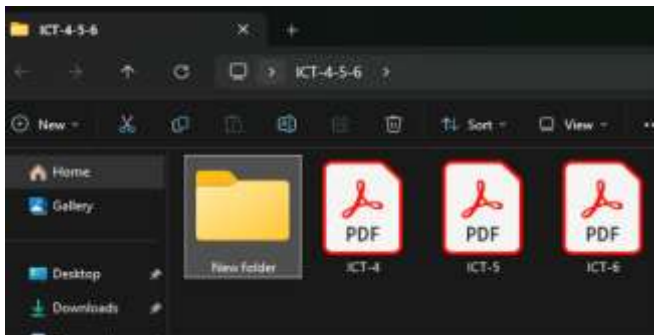 ICT-4-5-6
ICT-4-5-6
New
Sort
View
Home
Gallery
Desktop
Downloads
New folder
PDF
ICT-4
PDF
ICT-5
PDF
ICT-6